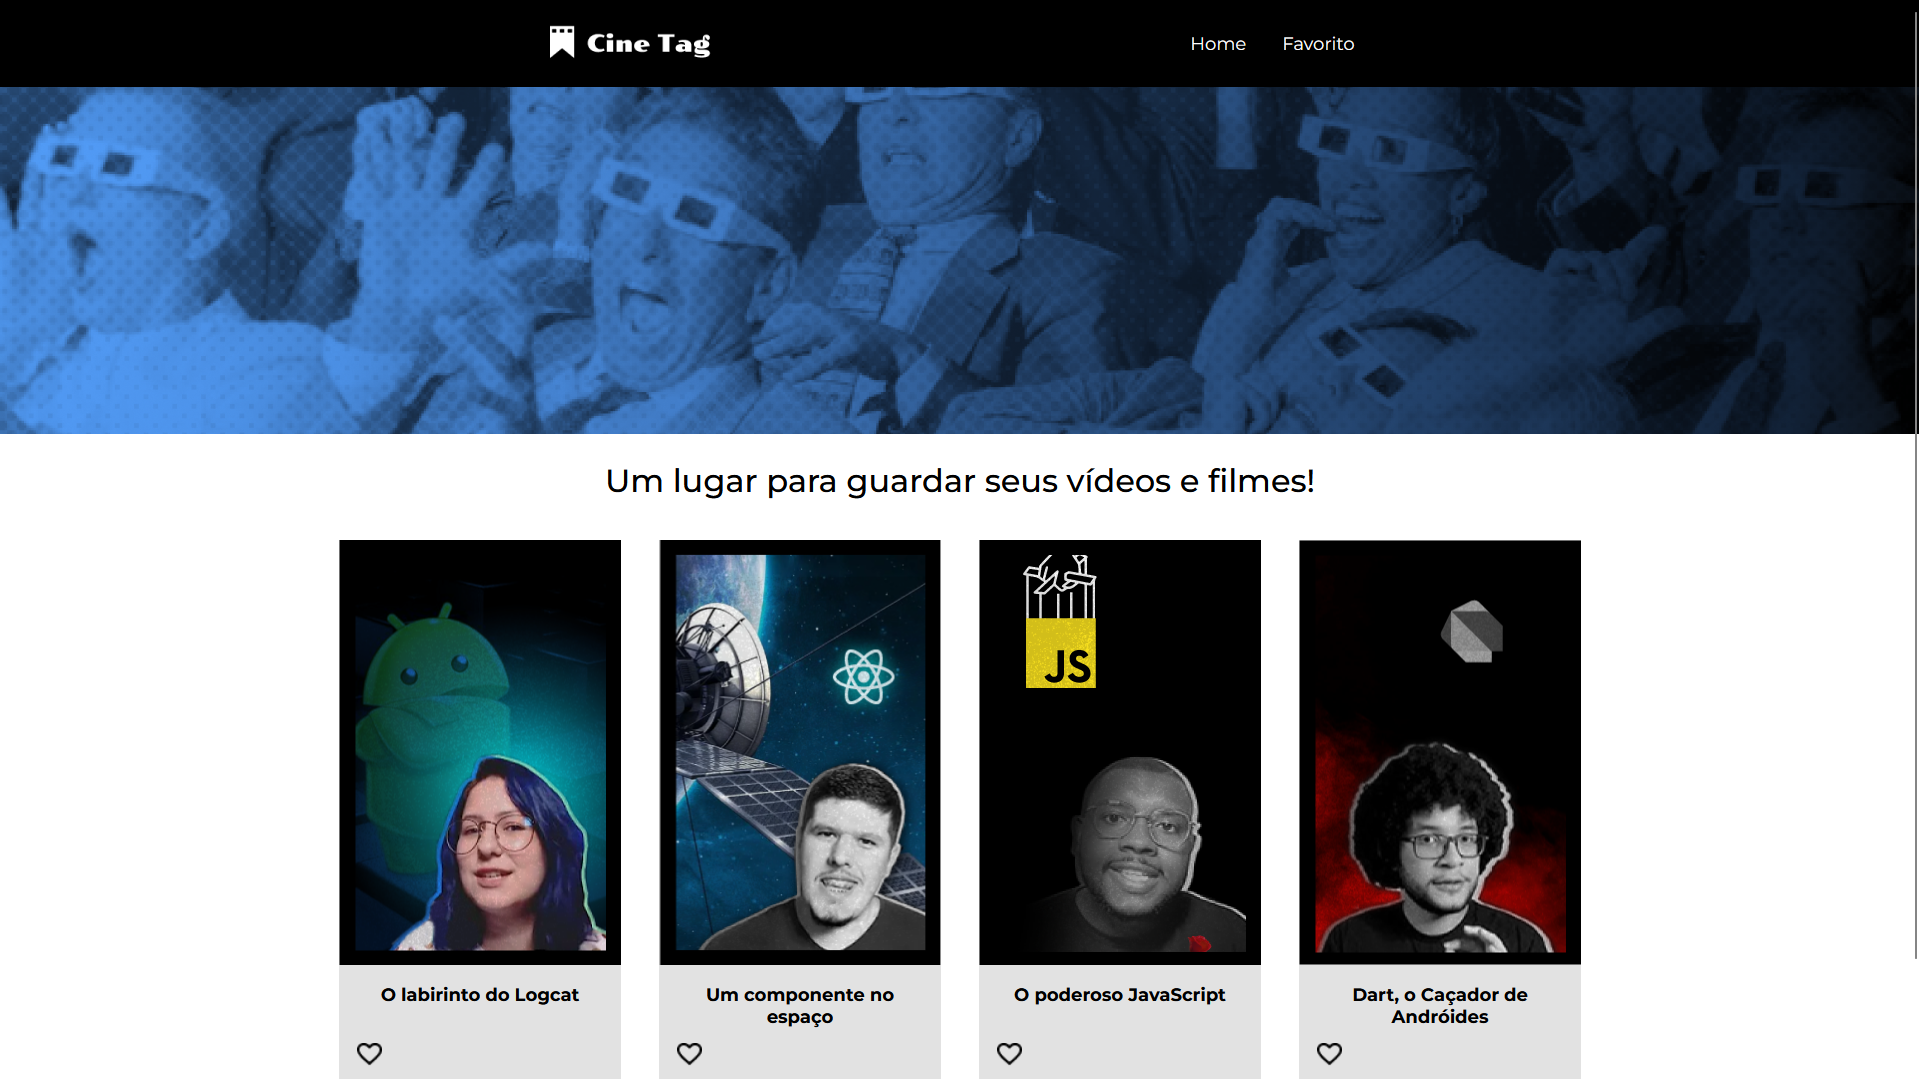 Cine Tag
Home
Favorito
Um lugar para guardar seus vídeos e filmes!
JS
O labirinto do Logcat
Um componente no
espaço
O poderoso JavaScript
Dart, o Caçador de
Andróides